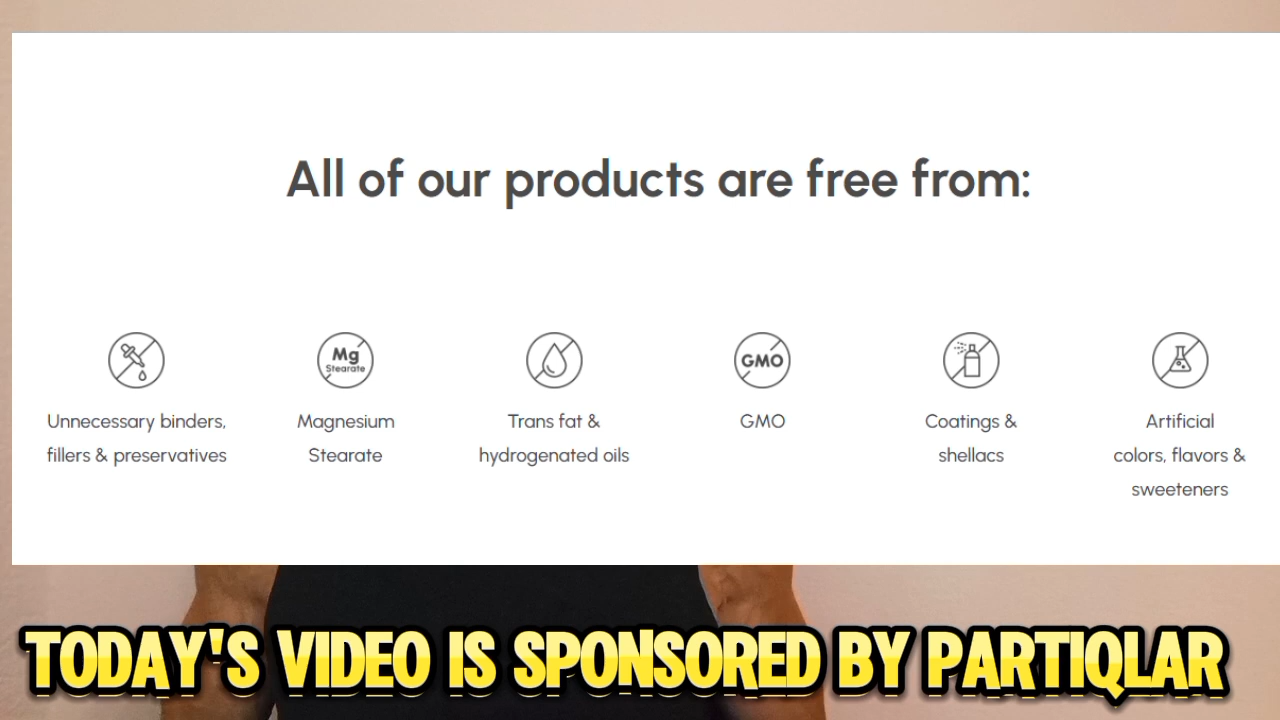 All of our products are free from:
Mg
Stearate
GMO
Unnecessary binders,
fillers & preservatives
Magnesium
Stearate
Trans fat &
hydrogenated oils
GMO
Coatings &
shellacs
Artificial
colors, flavors &
sweeteners
TODAY'S VIDEO IS SPONSORED BY PARTIQLAR